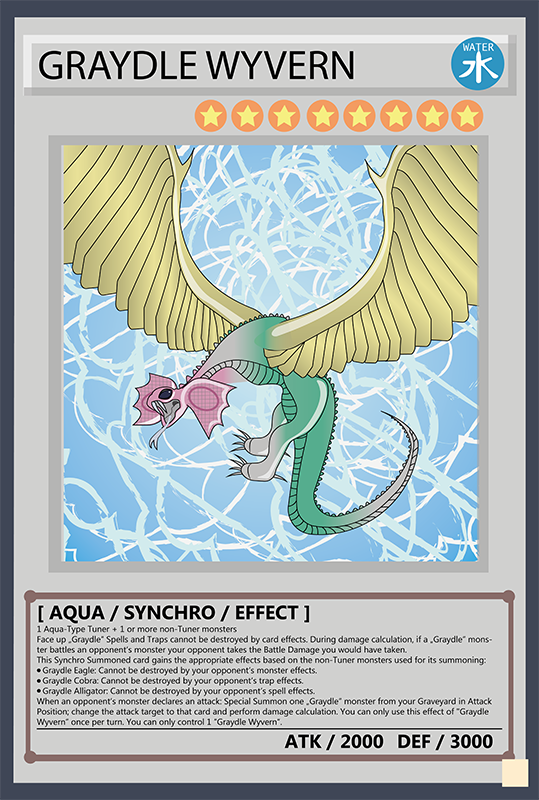 GRAYDLE WYVERN
WATER
水
[ AQUA / SYNCHRO / EFFECT ]
1 Aqua-Type Tuner + 1 or more non-Tuner monsters
Face up „Graydle“ Spells and Traps cannot be destroyed by card effects. During damage calculation, if a „Graydle“ mons-
ter battles an opponent's monster your opponent takes the Battle Damage you would have taken.
This Synchro Summoned card gains the appropriate effects based on the non-Tuner monsters used for its summoning:
● Graydle Eagle: Cannot be destroyed by your opponent's monster effects.
● Graydle Cobra: Cannot be destroyed by your opponent's trap effects.
● Graydle Alligator: Cannot be destroyed by your opponent's spell effects.
When an opponent's monster declares an attack: Special Summon one „Graydle“ monster from your Graveyard in Attack
Position; change the attack target to that card and perform damage calculation. You can only use this effect of "Graydle
Wyvern" once per turn. You can only control 1 "Graydle Wyvern".
ATK / 2000 DEF / 3000